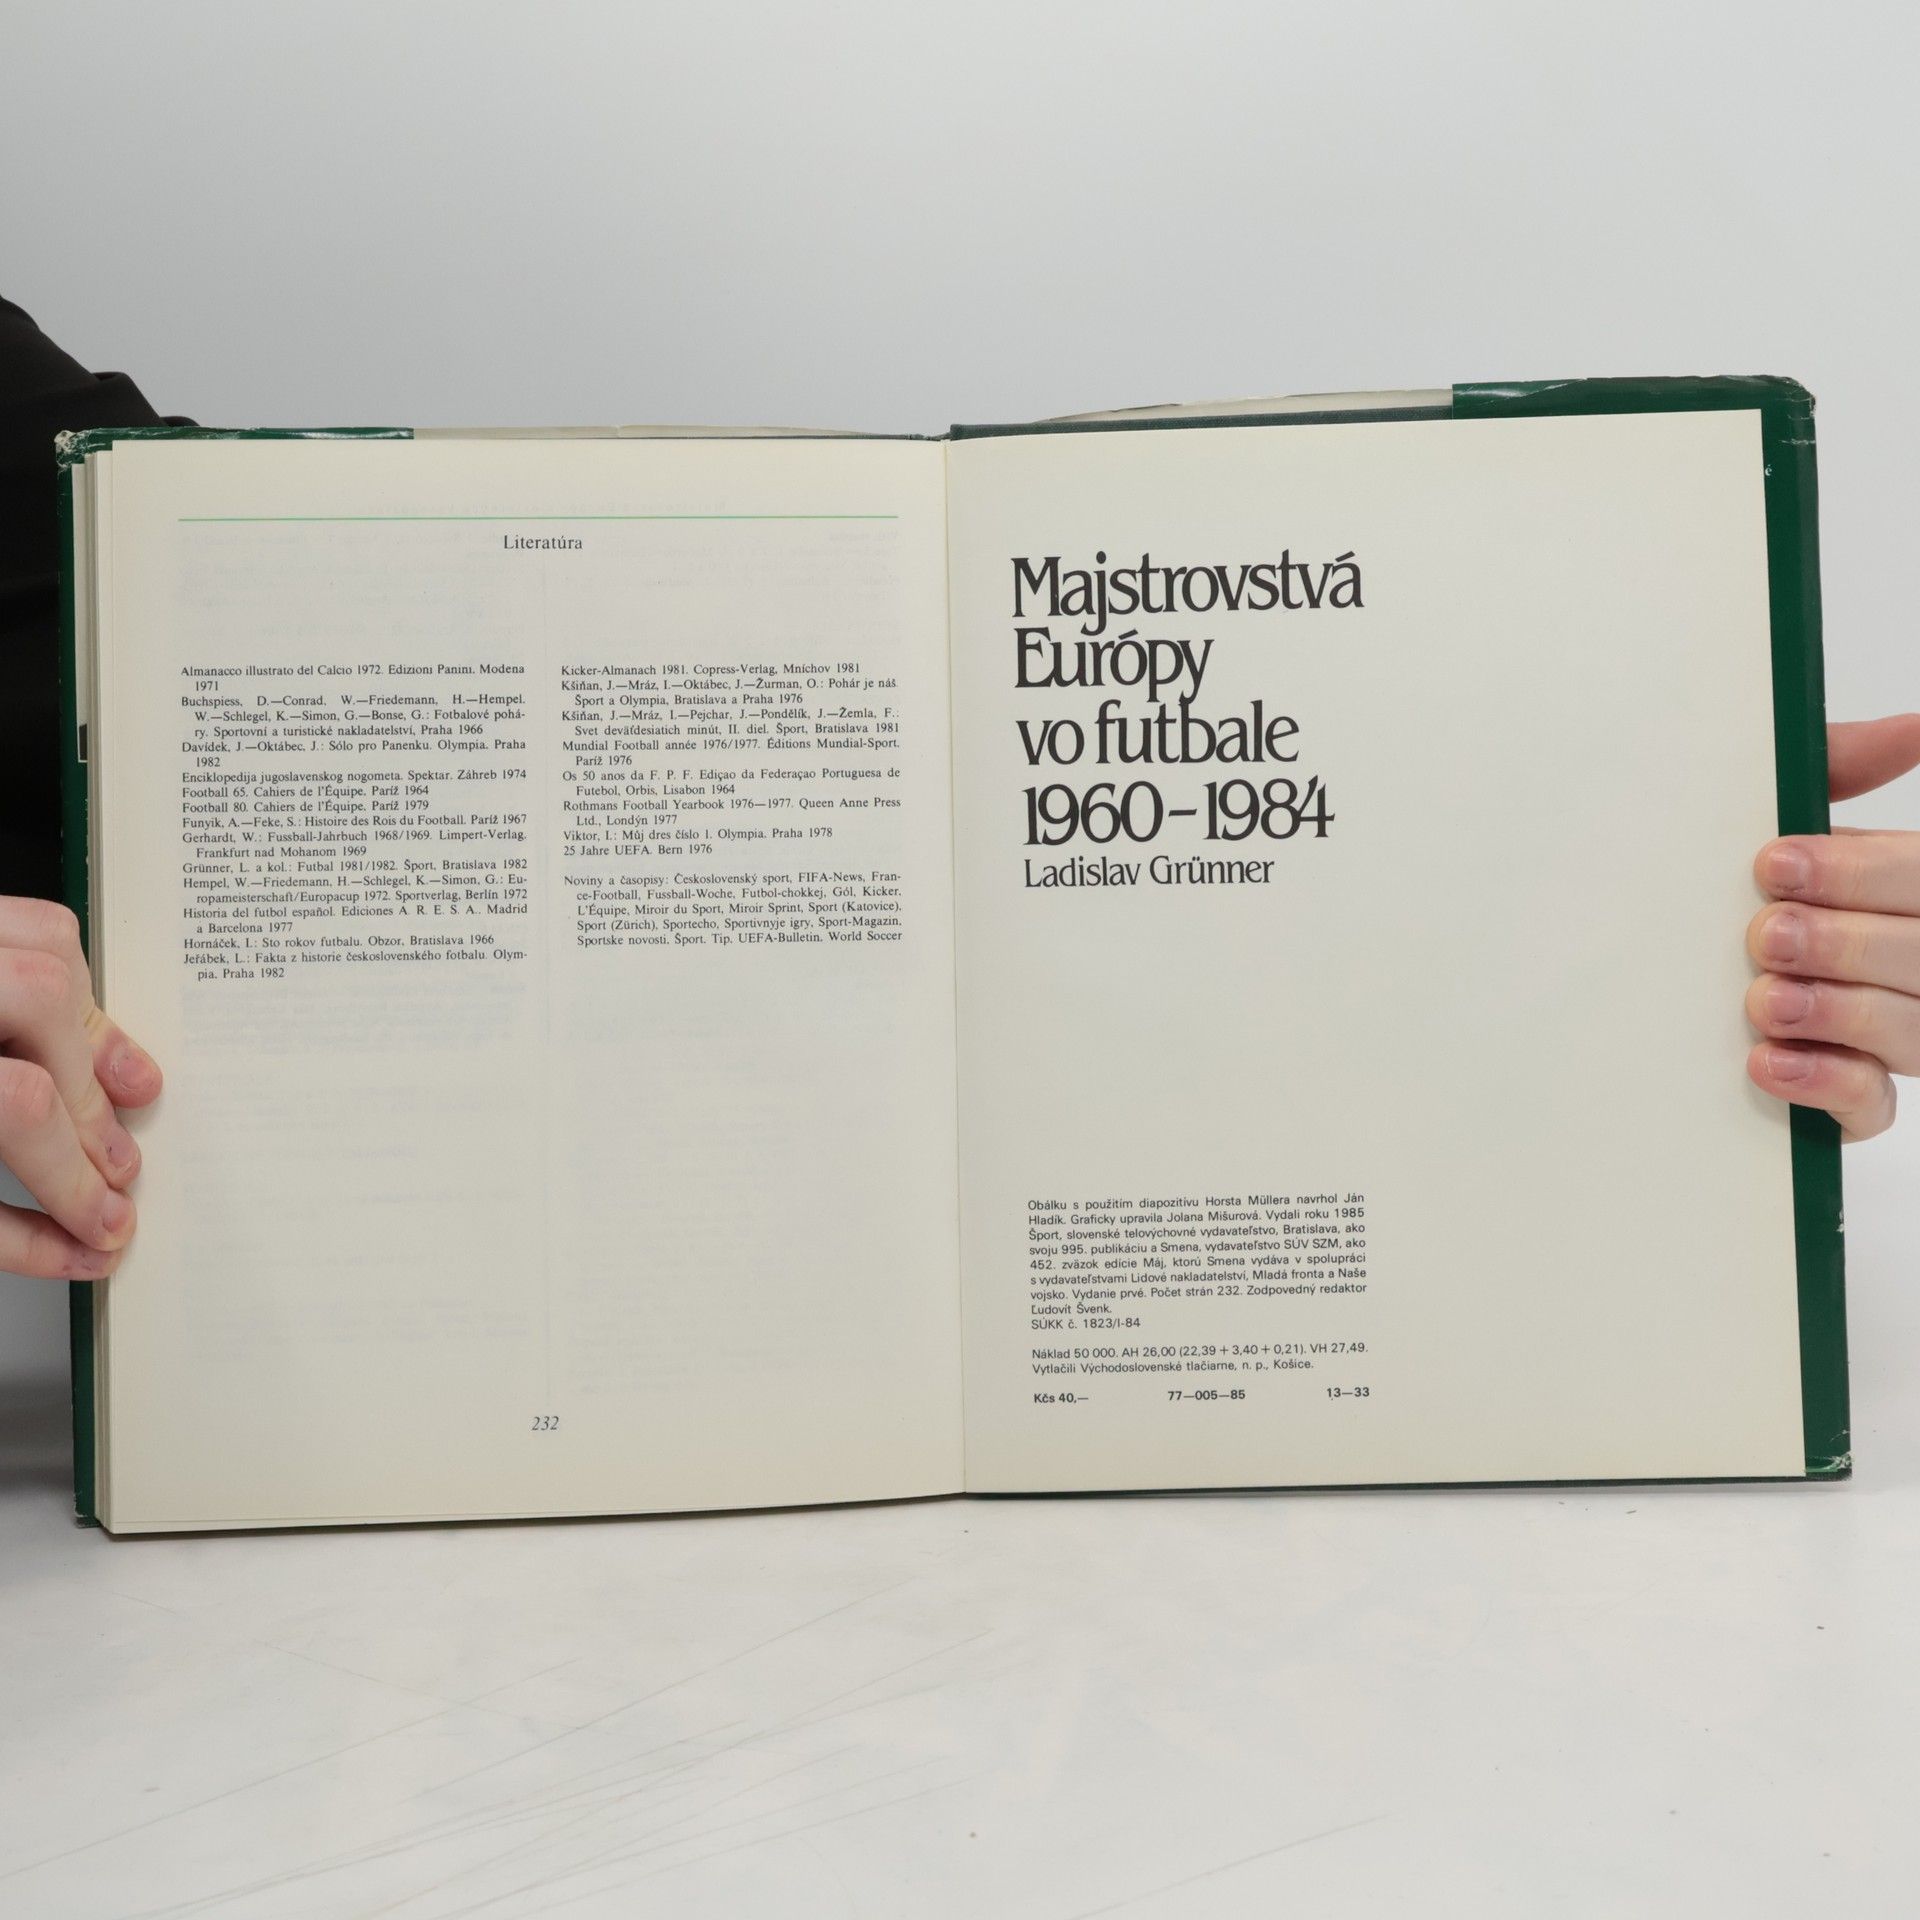 Literatúra
Almanacco illustrato del Calcio 1972. Edizioni Panini. Modena
1971
Buchspiess, D.—Conrad, W.—Friedemann, H.—Hempel.
W.—Schlegel, K.—Simon, G.—Bonse, G.: Fotbalové pohá-
ry. Sportovní a turistické nakladatelství, Praha 1966
Davídek, J.—Oktábec, J.: Sólo pro Panenku. Olympia. Praha
1982
Enciklopedija jugoslavenskog nogometa. Spektar. Záhreb 1974
Football 65. Cahiers de l'Équipe. Paríž 1964
Football 80. Cahiers de l'Équipe. Paríž 1979
Funyik, A.—Feke, S.: Histoire des Rois du Football. Paríž 1967
Gerhardt, W.: Fussball-Jahrbuch 1968/1969. Limpert-Verlag.
Frankfurt nad Mohanom 1969
Grünner, L. a kol.: Futbal 1981/1982. Šport, Bratislava 1982
Hempel, W.—Friedemann, H.—Schlegel, K.—Simon, G.: Eu-
ropameisterschaft/Europacup 1972. Sportverlag, Berlín 1972
Historia del futbol español. Ediciones A. R. E. S. A.. Madrid
a Barcelona 1977
Hornáček, I.: Sto rokov futbalu. Obzor, Bratislava 1966
Jeřábek, L.: Fakta z historie československého fotbalu. Olym-
pia. Praha 1982
Kicker-Almanach 1981. Copress-Verlag, Mníchov 1981
Kšiňan, J.—Mráz, I.—Oktábec, J.—Žurman, O.: Pohár je náš.
Šport a Olympia, Bratislava a Praha 1976
Kšiňan, J.—Mráz, I.—Pejchar, J.—Pondělík, J.—Žemla, F.:
Svet deväťdesiatich minút, II. diel. Šport, Bratislava 1981
Mundial Football année 1976/1977. Éditions Mundial-Sport.
Paríž 1976
Os 50 anos da F. P. F. Ediçao da Federaçao Portuguesa de
Futebol, Orbis, Lisabon 1964
Rothmans Football Yearbook 1976—1977. Queen Anne Press
Ltd., Londýn 1977
Viktor, I.: Můj dres číslo 1. Olympia. Praha 1978
25 Jahre UEFA. Bern 1976
Noviny a časopisy: Československý sport, FIFA-News, Fran-
ce-Football, Fussball-Woche, Futbol-chokkej, Gól, Kicker.
L'Équipe, Miroir du Sport, Miroir Sprint, Sport (Katovice).
Sport (Zürich), Sportecho, Sportivnyje igry, Sport-Magazin.
Sportske novosti. Šport. Tip. UEFA-Bulletin. World Soccer
232
Majstrovstvá
Európy
vo futbale
1960–1984
Ladislav Grünner
Obálku s použitím diapozitívu Horsta Müllera navrhol Ján
Hladík. Graficky upravila Jolana Mišurová. Vydali roku 1985
Šport, slovenské telovýchovné vydavateľstvo, Bratislava, ako
svoju 995. publikáciu a Smena, vydavateľstvo SÚV SZM, ako
452. zväzok edície Máj, ktorú Smena vydáva v spolupráci
s vydavateľstvami Lidové nakladatelství, Mladá fronta a Naše
vojsko. Vydanie prvé. Počet strán 232. Zodpovedný redaktor
Ľudovít Švenk.
SÚKK č. 1823/I-84
Náklad 50 000. AH 26,00 (22,39 + 3,40 + 0,21). VH 27,49.
Vytlačili Východoslovenské tlačiarne, n. p., Košice.
Kčs 40,— 77—005—85 13—33